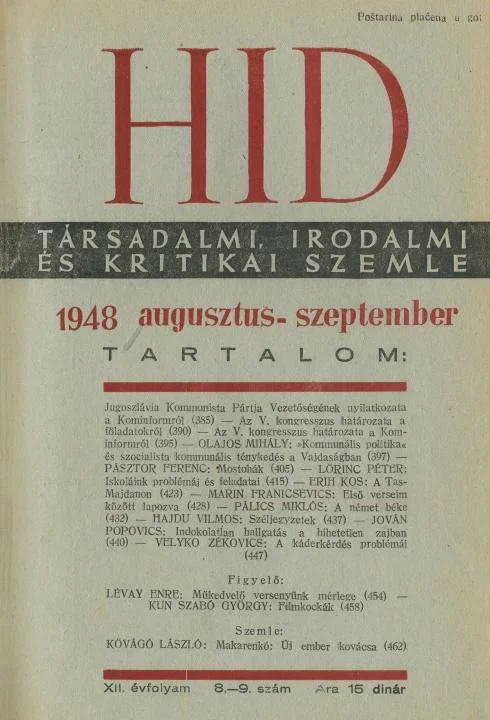 Poštarina plaćena u got
HID
TÁRSADALMI, IRODALMI
ÉS KRITIKAI SZEMLE
1948 augusztus- szeptember
TARTALOM:
Jugoszlávia Kommunista Pártja Vezetőségének nyilatkozata
a Kominformról (385) — Az V. kongresszus határozata a
főladatokról (390) — Az V. kongresszus határozata a Kom-
informról (395) — OLAJOS MIHÁLY: »Kommunális politika«
és szocialista kommunális ténykedés a Vajdaságban (397) —
PÁSZTOR FERENC: Mostohák (405) — LŐRINC PÉTER:
Iskoláink problémái és feladatai (415) — ERIH KOS: A Tas-
Majdanon (423) — MARIN FRANICSEVICS: Első verseim
között lapozva (428) — PÁLICS MIKLÓS: A német béke
(432) — HAJDU VILMOS: Széljegyzetek (437) — JOVÁN
POPOVICS: Indokolatlan hallgatás a hihetetlen zajban
(440) — VELYKO ZEKOVICS: A káderkérdés problémái
(447)
Figyelő:
LÉVAY ENRE: Műkedvelő versenyünk mérlege (454) —
KUN SZABÓ GYÖRGY: Filmkockák (458)
Szemle:
KŐVÁGÓ LÁSZLÓ: Makarenkó: Új ember kovácsa (462)
XII. évfolyam 8.—9. szám Ára 15 dinár